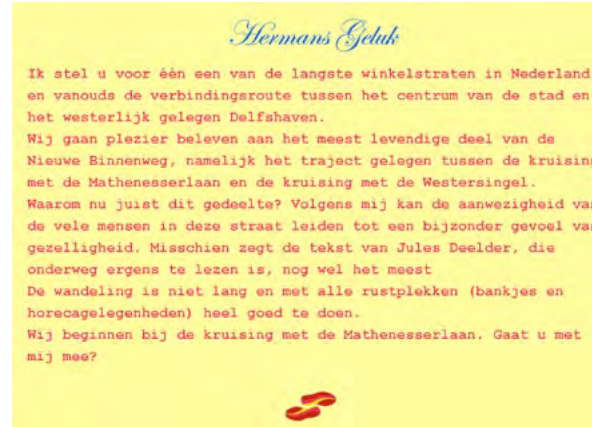 Hermans Geluk
Ik stel u voor één een van de langste winkelstraten in Nederland
en vanouds de verbindingsroute tussen het centrum van de stad en
het westerlijk gelegen Delfshaven.
Wij gaan plezier beleven aan het meest levendige deel van de
Nieuwe Binnenweg, namelijk het traject gelegen tussen de kruising
met de Mathenesserlaan en de kruising met de Westersingel.
Waarom nu juist dit gedeelte? Volgens mij kan de aanwezigheid van
de vele mensen in deze straat leiden tot een bijzonder gevoel van
gezelligheid. Misschien zegt de tekst van Jules Deelder, die
onderweg ergens te lezen is, nog wel het meest
De wandeling is niet lang en met alle rustplekken (bankjes en
horecagelegenheden) heel goed te doen.
Wij beginnen bij de kruising met de Mathenesserlaan. Gaat u met
mij mee?